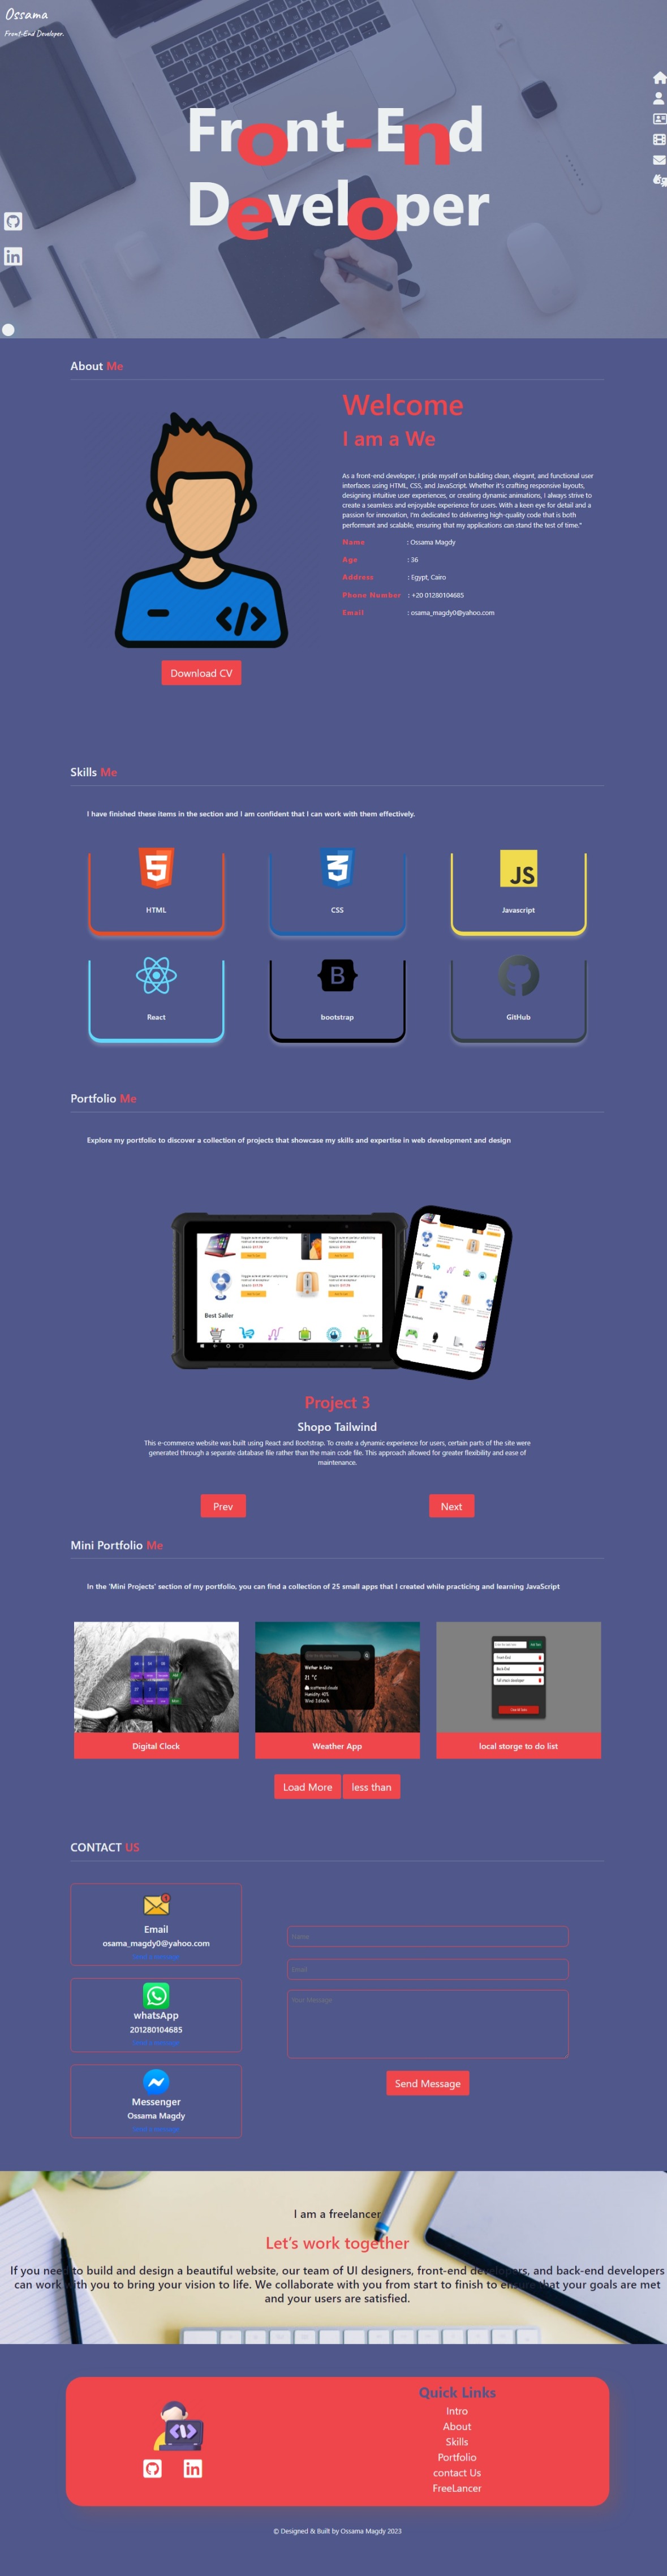 Ossama
Front-End Developer.
Front-End
Developer
About Me
Welcome
I am a We
As a front-end developer, I pride myself on building clean, elegant, and functional user
interfaces using HTML, CSS, and JavaScript. Whether it's crafting responsive layouts,
designing intuitive user experiences, or creating dynamic animations, I always strive to
create a seamless and enjoyable experience for users. With a keen eye for detail and a
passion for innovation, I'm dedicated to delivering high-quality code that is both
performant and scalable, ensuring that my applications can stand the test of time."
Name : Ossama Magdy
Age : 36
Address : Egypt, Cairo
Phone Number : +20 01280104685
Email : osama_magdy0@yahoo.com
Download CV
Skills Me
I have finished these items in the section and I am confident that I can work with them effectively.
JS
HTML CSS Javascript
B
React bootstrap GitHub
Portfolio Me
Explore my portfolio to discover a collection of projects that showcase my skills and expertise in web development and design
Best Saller
Project 3
Shopo Tailwind
This e-commerce website was built using React and Bootstrap. To create a dynamic experience for users, certain parts of the site were
generated through a separate database file rather than the main code file. This approach allowed for greater flexibility and ease of
maintenance.
Prev Next
Mini Portfolio Me
In the 'Mini Projects' section of my portfolio, you can find a collection of 25 small apps that I created while practicing and learning JavaScript
Wether in Cairo
21 °C
scattered clouds
Humidity: 40%
Digital Clock Weather App local storge to do list
Load More less than
CONTACT US
Email
osama_magdy0@yahoo.com
whatsApp
201280104685
Messenger
Ossama Magdy
Name
Email
Your Message
Send Message
I am a freelancer
Let's work together
If you need to build and design a beautiful website, our team of UI designers, front-end developers, and back-end developers
can work with you to bring your vision to life. We collaborate with you from start to finish to ensure that your goals are met
and your users are satisfied.
Quick Links
Intro
About
Skills
Portfolio
contact Us
FreeLancer
© Designed & Built by Ossama Magdy 2023